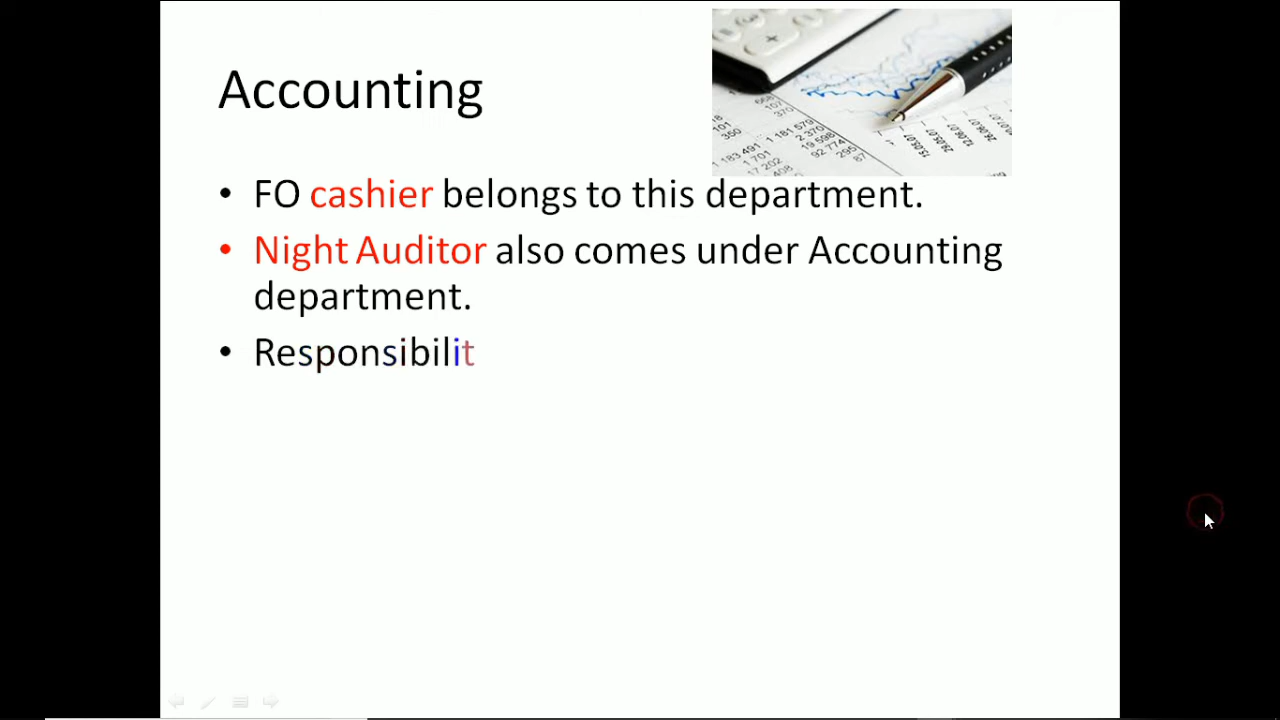 Accounting
• FO cashier belongs to this department.
• Night Auditor also comes under Accounting
department.
• Responsibilit